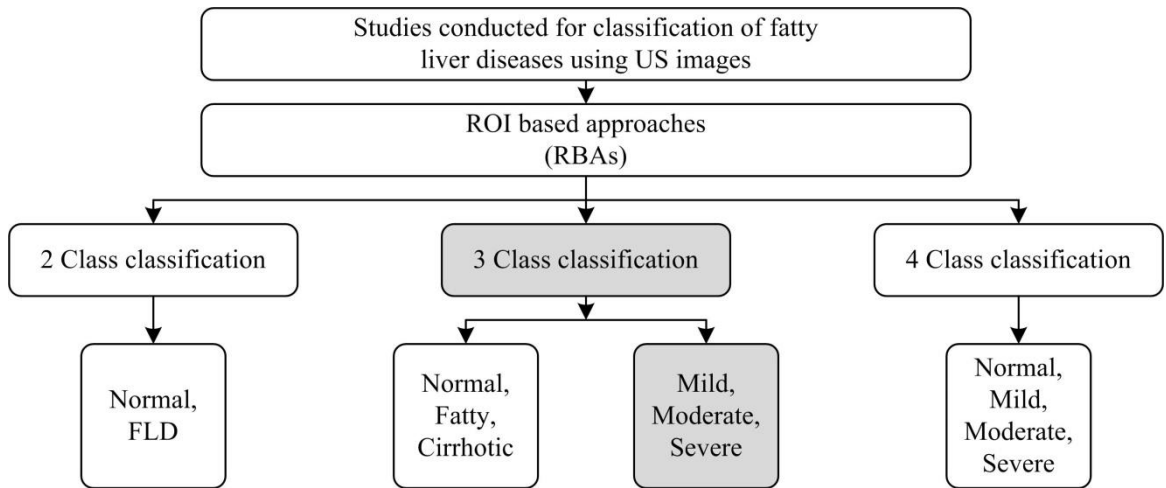 Studies conducted for classification of fatty
liver diseases using US images
ROI based approaches
(RBAs)
2 Class classification
3 Class classification
4 Class classification
Normal,
FLD
Normal,
Fatty,
Cirrhotic
Mild,
Moderate,
Severe
Normal,
Mild,
Moderate,
Severe